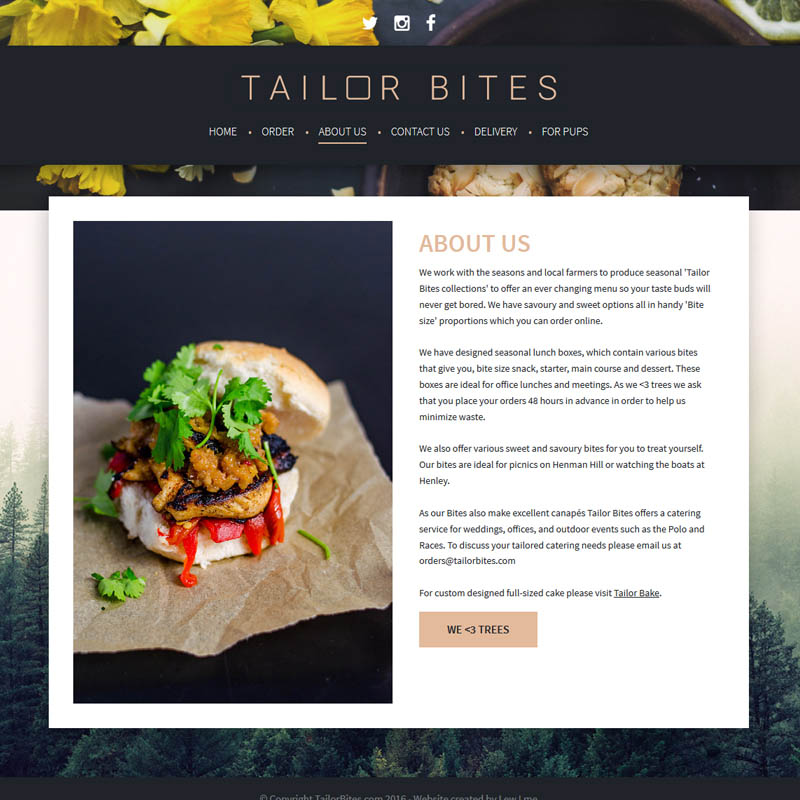 TAILOR BITES
HOME • ORDER • ABOUT US • CONTACT US • DELIVERY • FOR PUPS
ABOUT US
We work with the seasons and local farmers to produce seasonal 'Tailor
Bites collections' to offer an ever changing menu so your taste buds will
never get bored. We have savoury and sweet options all in handy 'Bite
size' proportions which you can order online.
We have designed seasonal lunch boxes, which contain various bites
that give you, bite size snack, starter, main course and dessert. These
boxes are ideal for office lunches and meetings. As we <3 trees we ask
that you place your orders 48 hours in advance in order to help us
minimize waste.
We also offer various sweet and savoury bites for you to treat yourself.
Our bites are ideal for picnics on Henman Hill or watching the boats at
Henley.
As our Bites also make excellent canapés Tailor Bites offers a catering
service for weddings, offices, and outdoor events such as the Polo and
Races. To discuss your tailored catering needs please email us at
orders@tailorbites.com
For custom designed full-sized cake please visit Tailor Bake.
WE <3 TREES
© Copyright TailorBites.com 2016 - Website created by